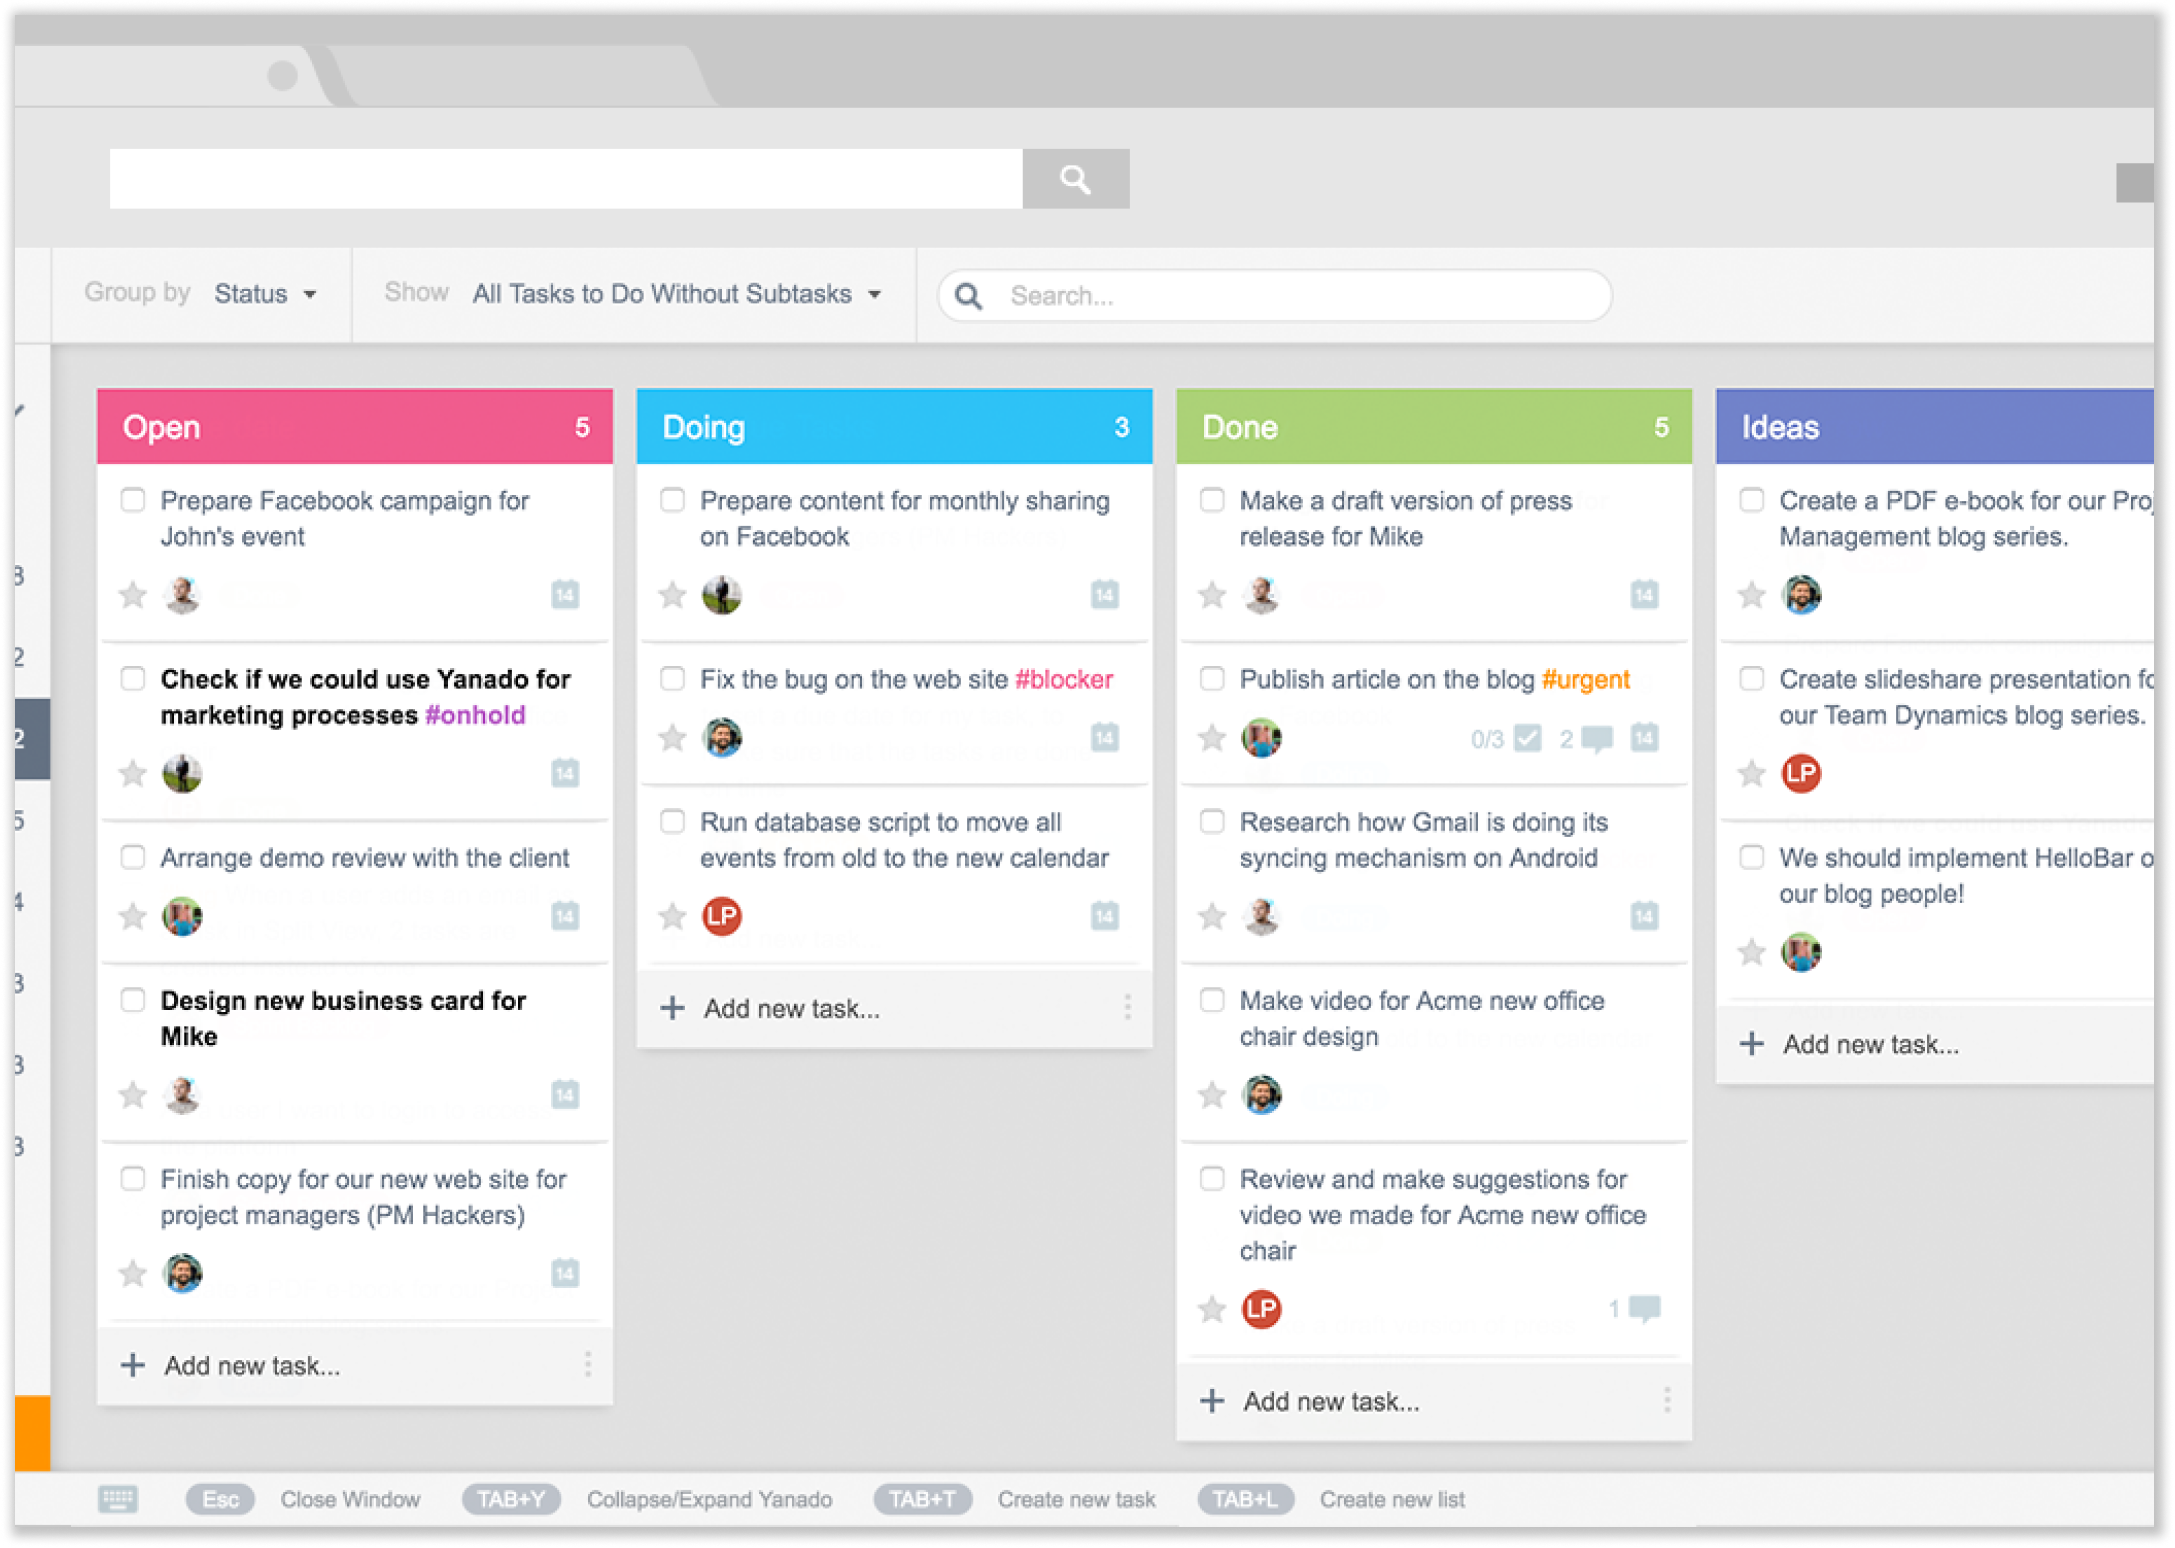 Group by Status
Show All Tasks to Do Without Subtasks
Search...
8
2
2
5
4
3
3
3
Open 5
Prepare Facebook campaign for
John's event
14
Check if we could use Yanado for
marketing processes #onhold
14
Arrange demo review with the client
14
Design new business card for
Mike
14
Finish copy for our new web site for
project managers (PM Hackers)
14
Add new task...
Doing 3
Prepare content for monthly sharing
on Facebook
14
Fix the bug on the web site #blocker
14
Run database script to move all
events from old to the new calendar
LP 14
Add new task...
Done 5
Make a draft version of press
release for Mike
14
Publish article on the blog #urgent
0/3 2 14
Research how Gmail is doing its
syncing mechanism on Android
14
Make video for Acme new office
chair design
Review and make suggestions for
video we made for Acme new office
chair
LP 1
Add new task...
Ideas
Create a PDF e-book for our Proj
Management blog series.
Create slideshare presentation fo
our Team Dynamics blog series.
LP
We should implement HelloBar o
our blog people!
Add new task...
Esc Close Window TAB+Y Collapse/Expand Yanado TAB+T Create new task TAB+L Create new list